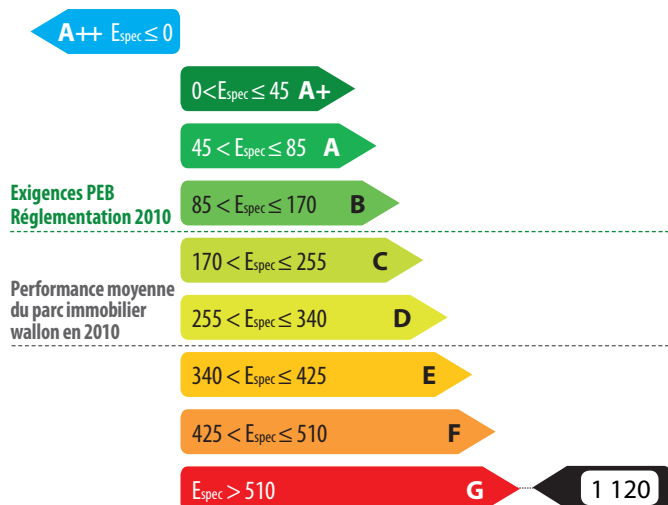 A++ Espec ≤ 0
0<Espec ≤ 45 A+
45 < Espec ≤ 85 A
Exigences PEB
Réglementation 2010
85 < Espec ≤ 170 B
170 < Espec ≤ 255 C
Performance moyenne
du parc immobilier
wallon en 2010
255 < Espec ≤ 340 D
340 < Espec ≤ 425 E
425 < Espec ≤ 510 F
Espec > 510 G 1 120